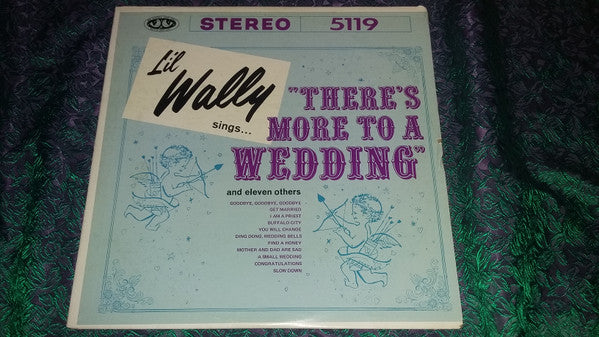 STEREO 5119
Lil
Wally
sings...
"THERE'S
MORE TO A
WEDDING"
and eleven others
GOODBYE, GOODBYE, GOODBYE
GET MARRIED
I AM A PRIEST
BUFFALO CITY
YOU WILL CHANGE
DING DONG, WEDDING BELLS
FIND A HONEY
MOTHER AND DAD ARE SAD
A SMALL WEDDING
CONGRATULATIONS
SLOW DOWN